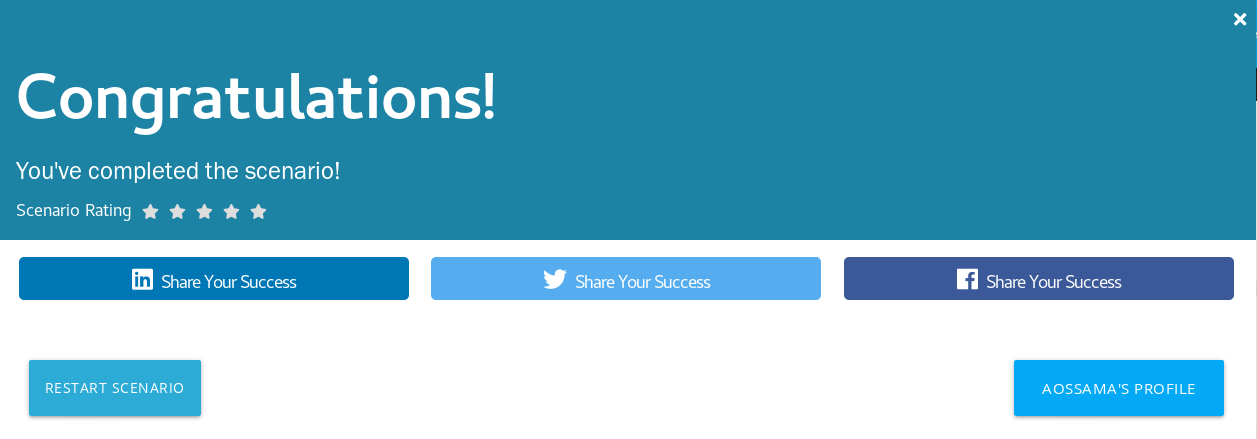 Congratulations!
You've completed the scenario!
Scenario Rating
Share Your Success
Share Your Success
Share Your Success
RESTART SCENARIO
AOSSAMA'S PROFILE